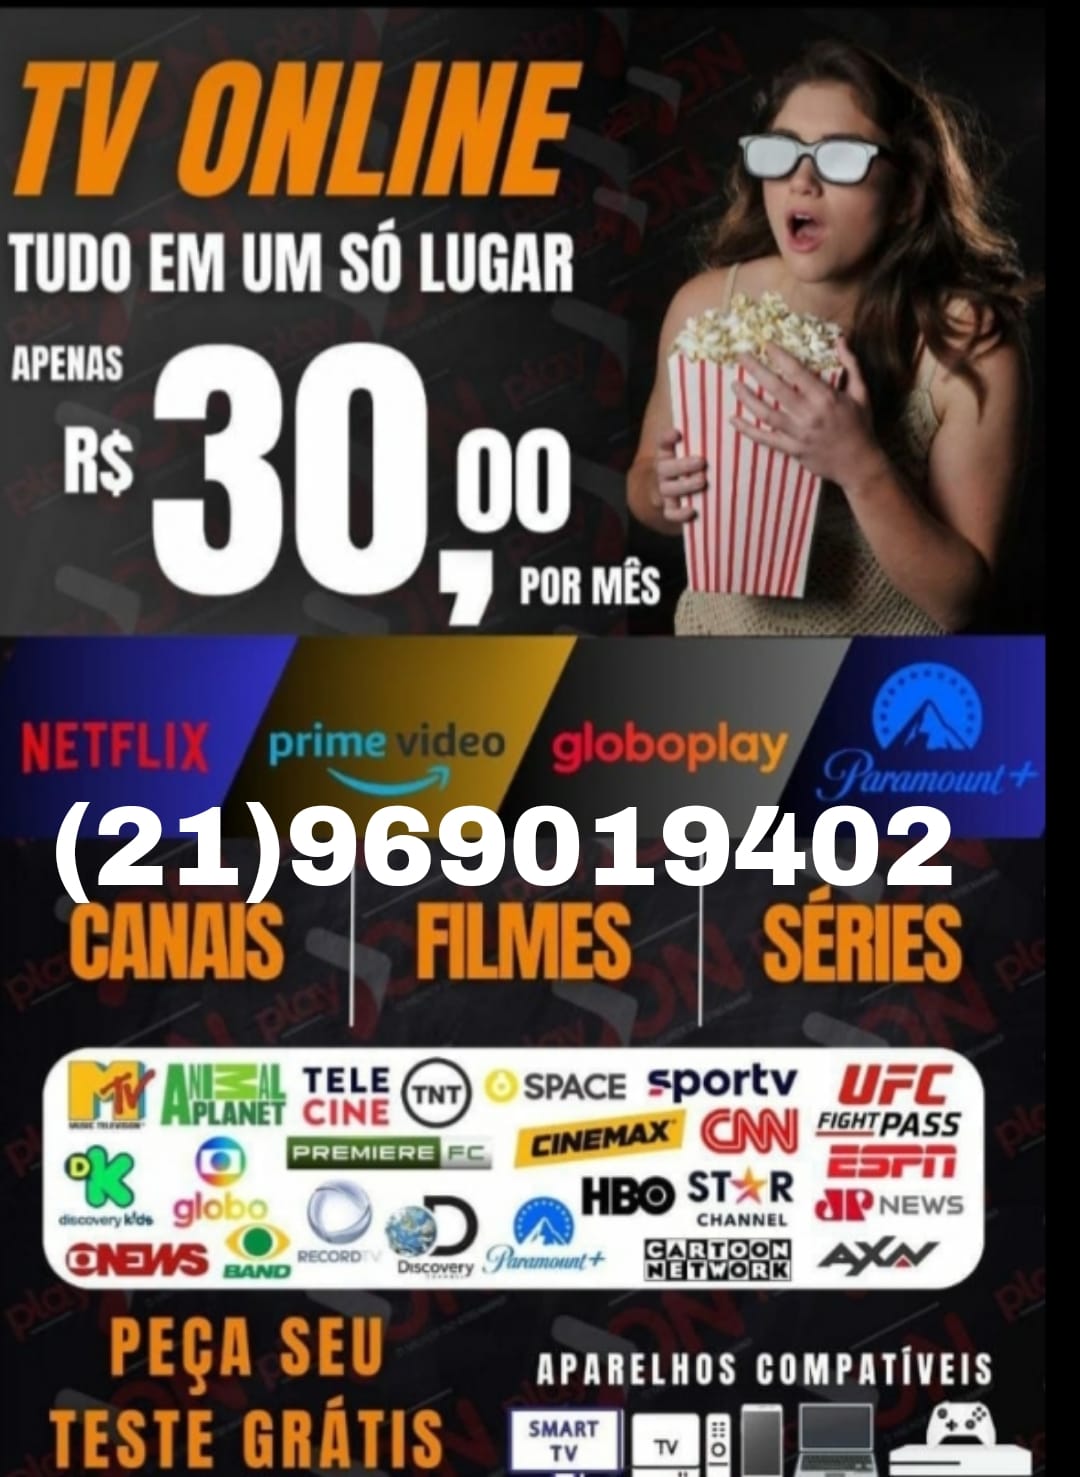 TV ONLINE
TUDO EM UM SÓ LUGAR
APENAS
R$ 30,00
POR MÊS
NETFLIX
prime video
globoplay
Paramount+
(21)969019402
CANAIS
FILMES
SÉRIES
MTV
MUSIC TELEVISION
ANIMAL PLANET
TELE CINE
TNT
SPACE
sportv
UFC FIGHT PASS
PREMIERE FC
CINEMAX
CNN
ESPN
DK discovery kids
globo
RECORDTV
Discovery CHANNEL
Paramount+
HBO
STAR CHANNEL
JP NEWS
GNEWS
BAND
CARTOON NETWORK
AXN
PEÇA SEU
TESTE GRÁTIS
APARELHOS COMPATÍVEIS
SMART TV
TV